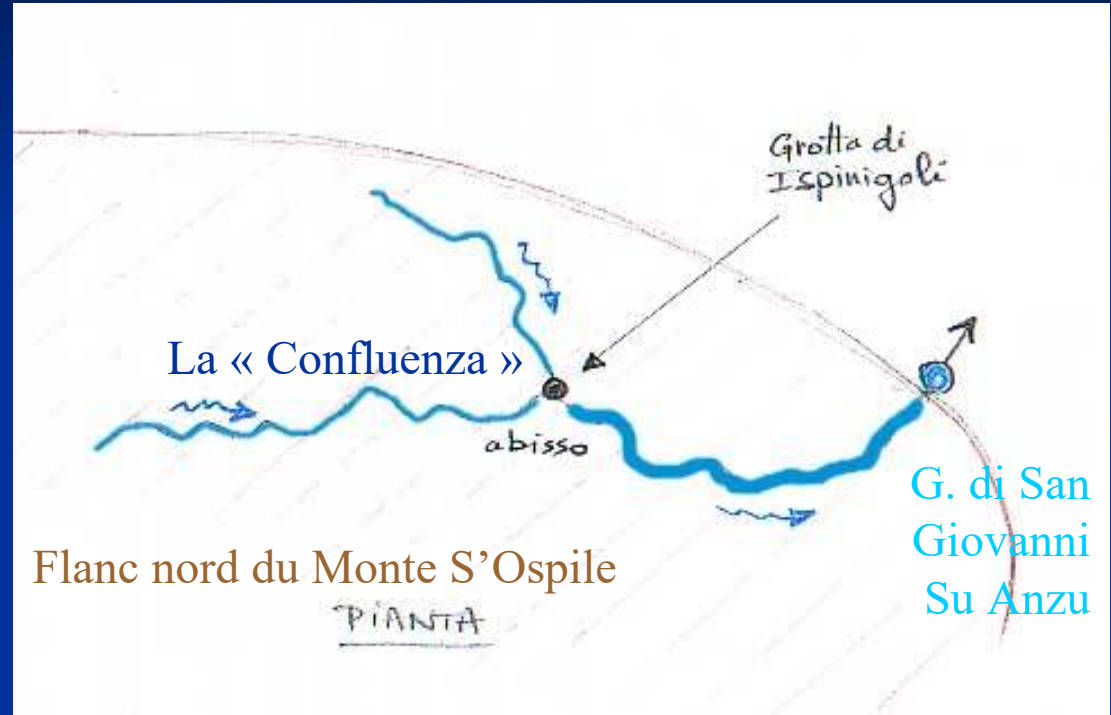 Grotta di
Ispinigoli
La « Confluenza »
abisso
G. di San
Giovanni
Su Anzu
Flanc nord du Monte S’Ospile
PIANTA